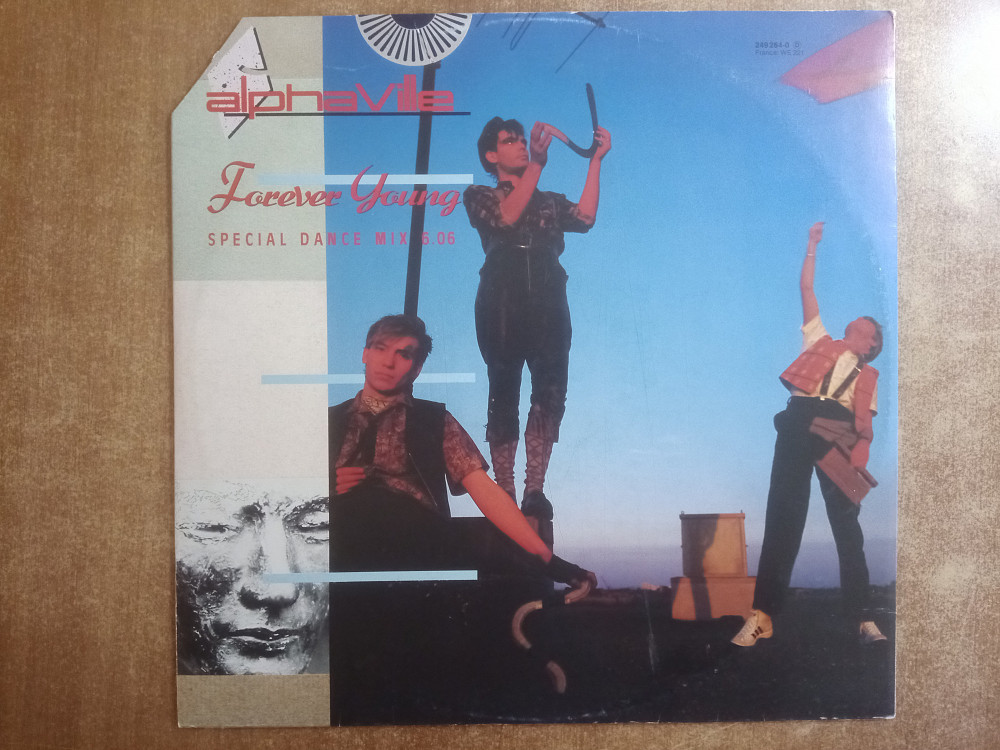 alphaville
Forever Young
SPECIAL DANCE MIX 6.06